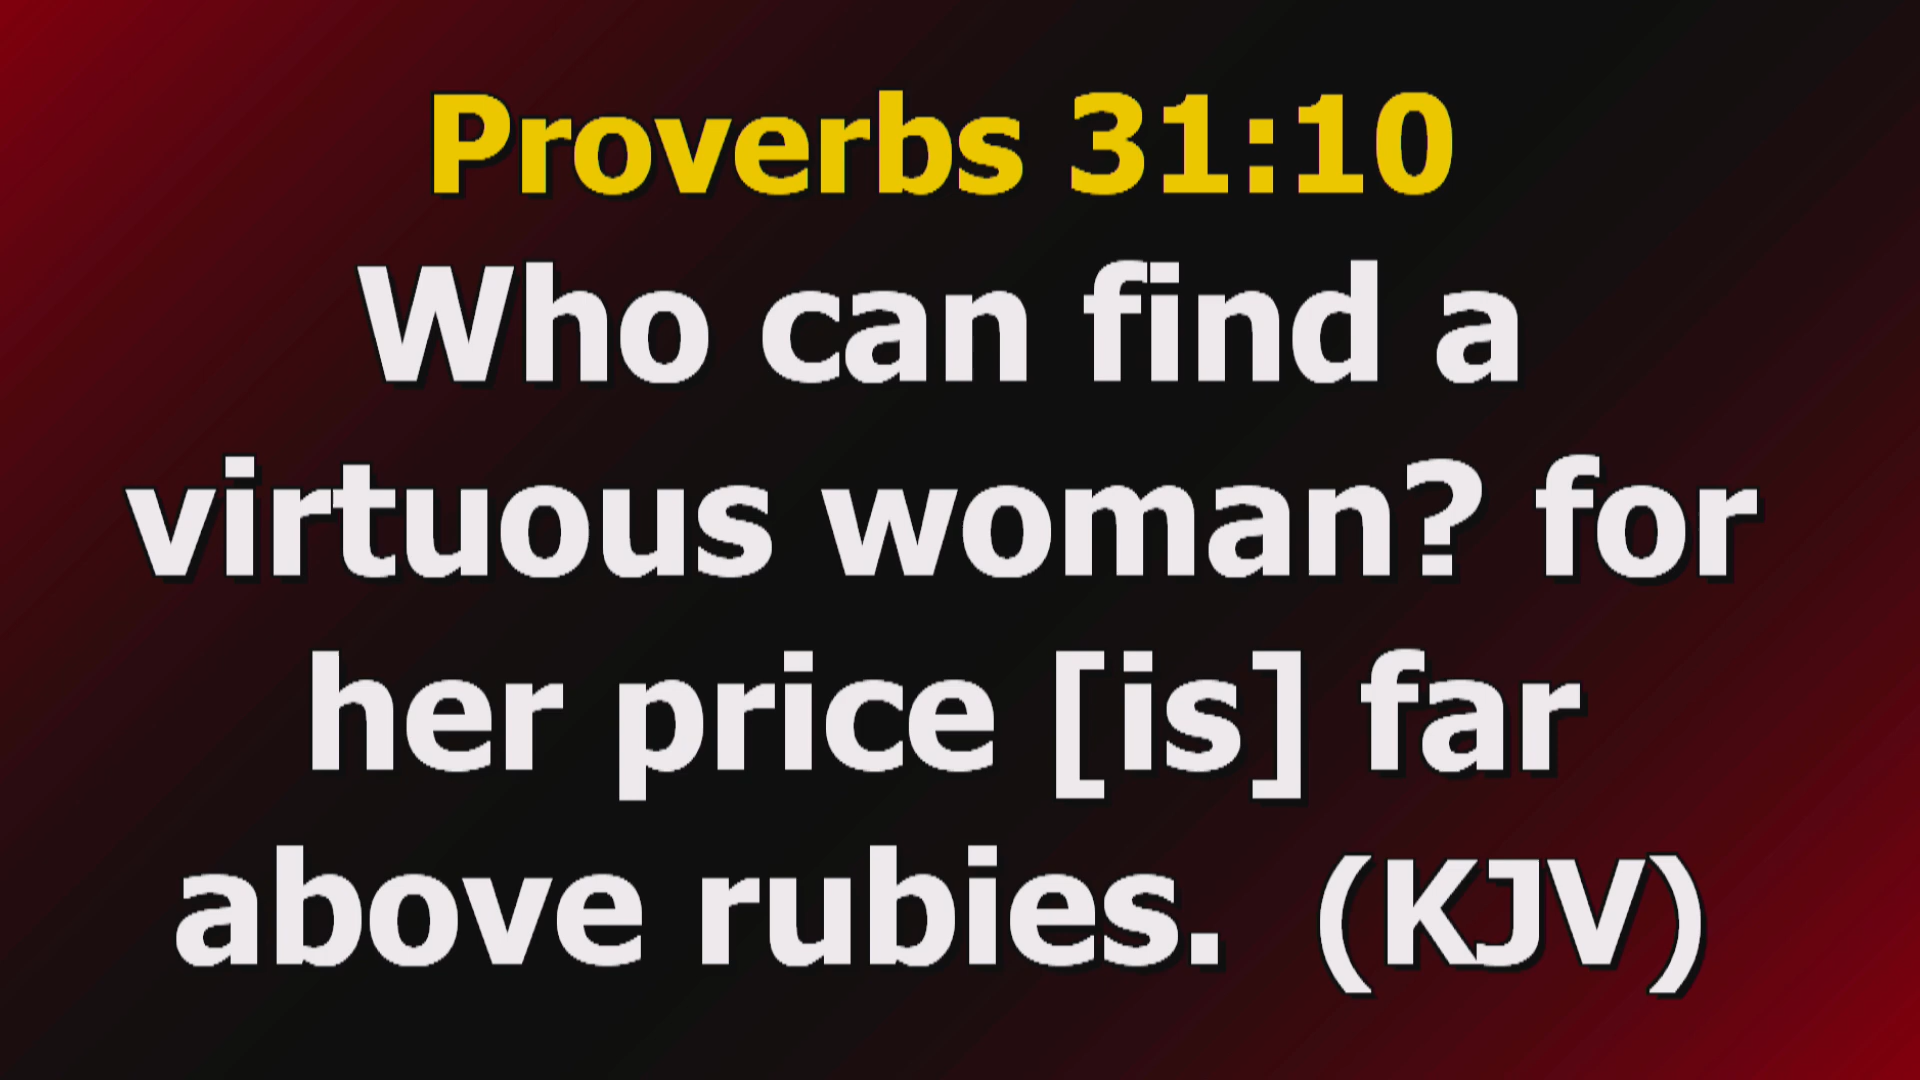 Proverbs 31:10
Who can find a
virtuous woman? for
her price [is] far
above rubies. (KJV)